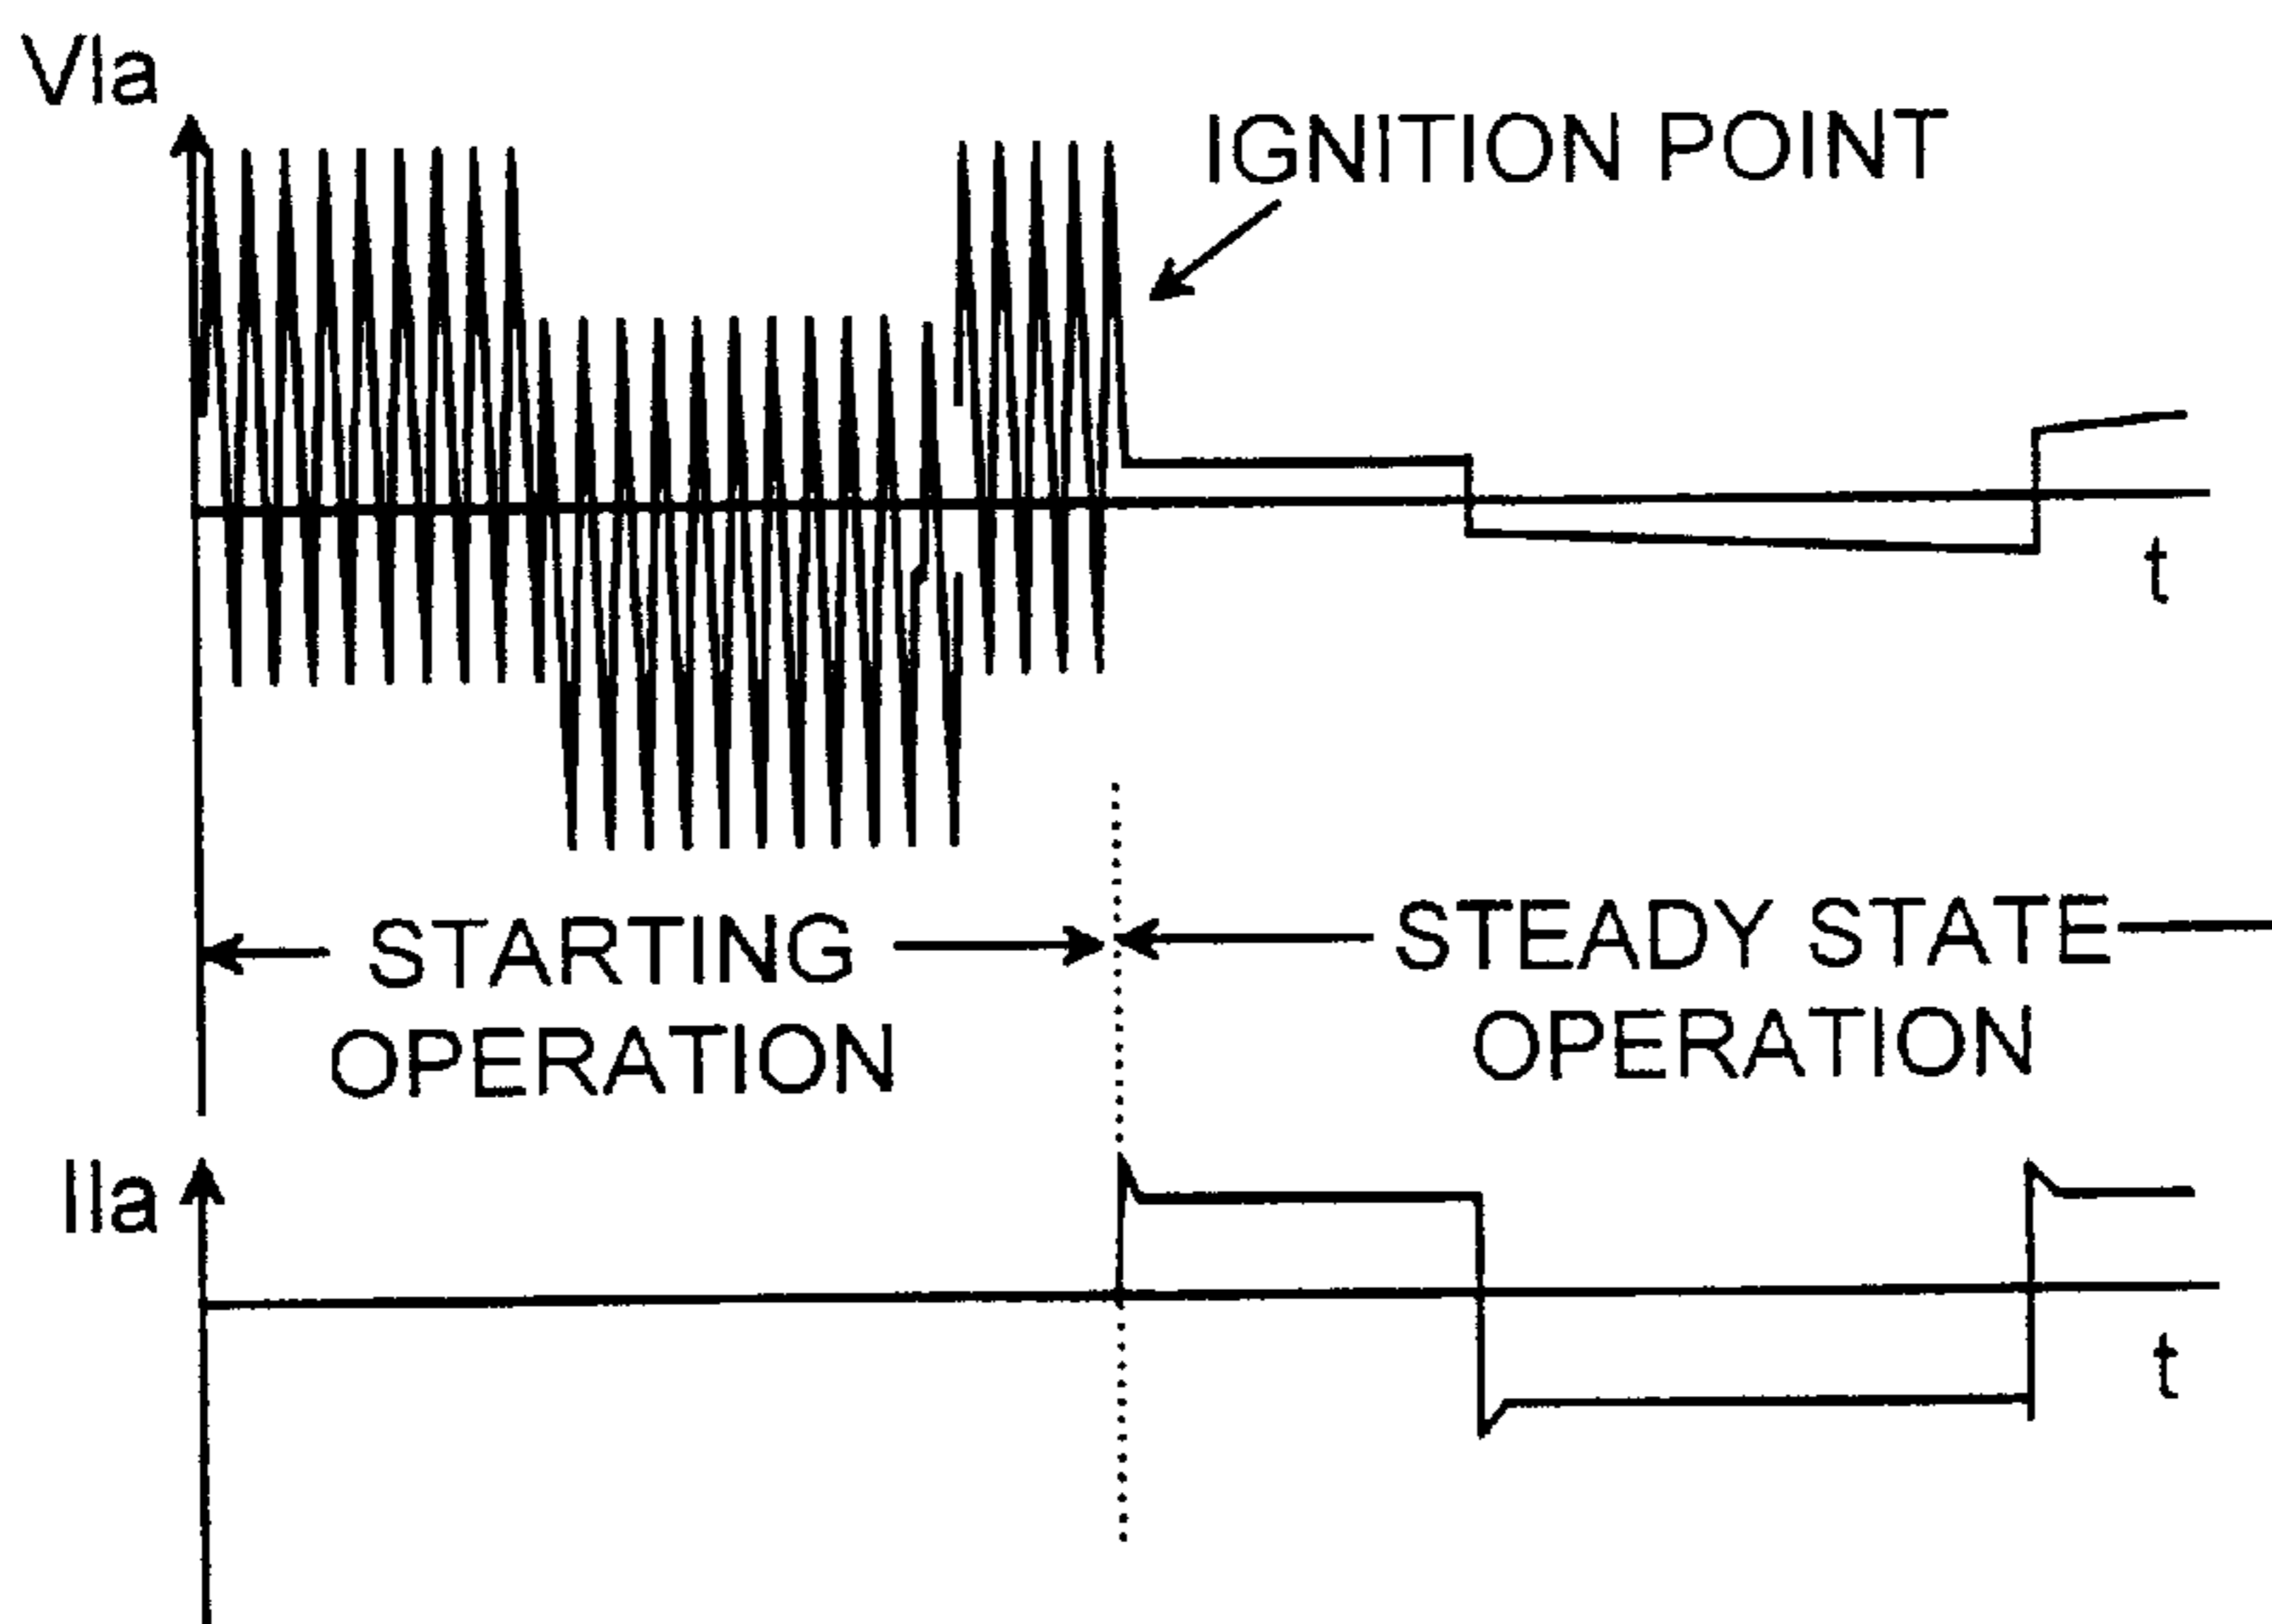 Vla
IGNITION POINT
t
STARTING
OPERATION
STEADY STATE
OPERATION
Ila
t